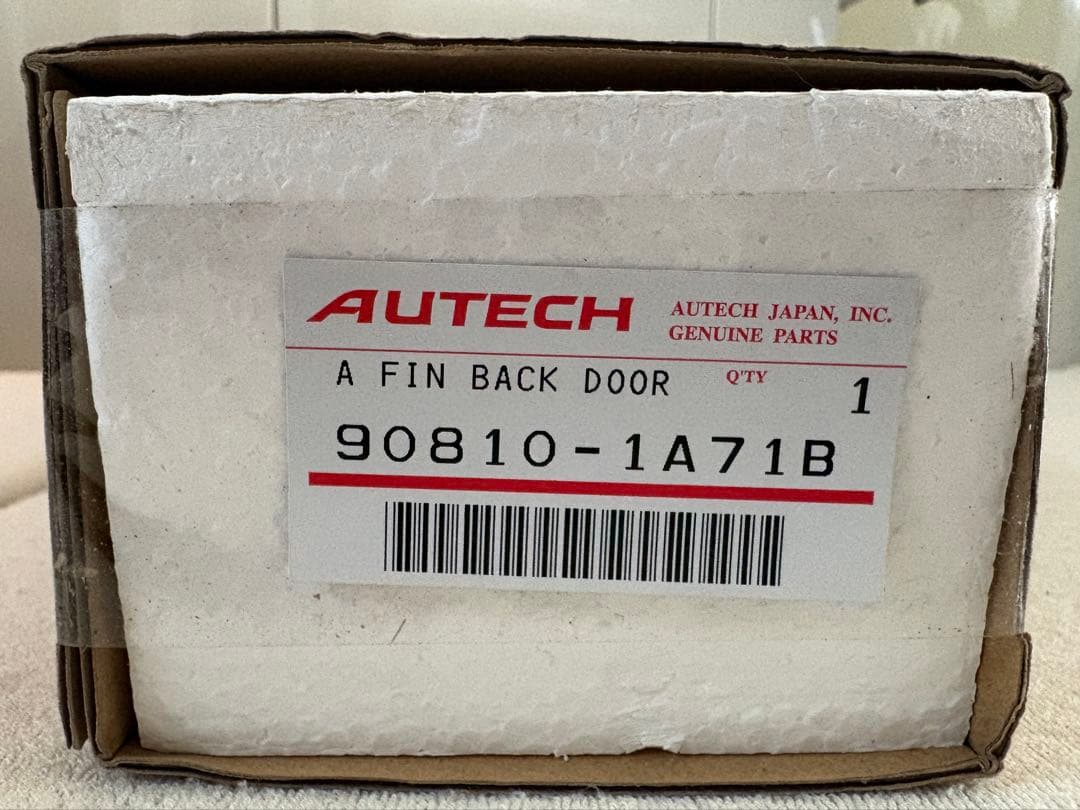 AUTECH
AUTECH JAPAN, INC.
GENUINE PARTS
A FIN BACK DOOR
Q'TY 1
90810-1A71B